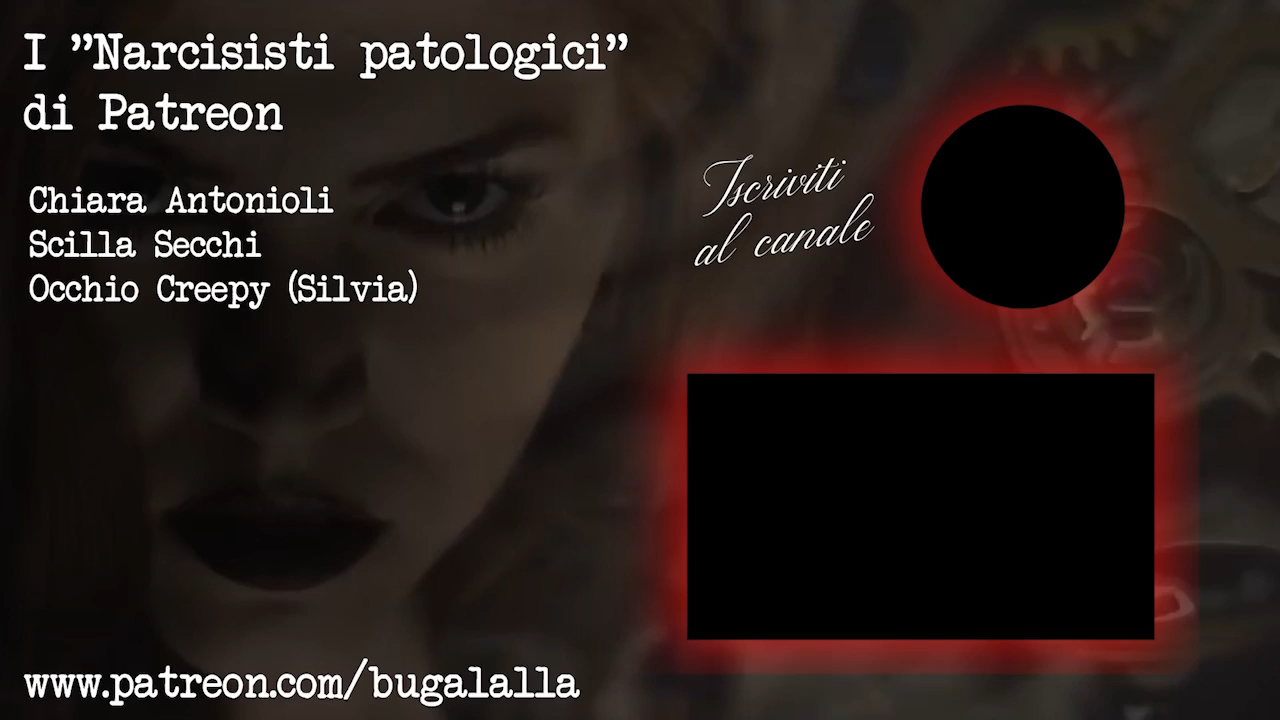 I ”Narcisisti patologici”
di Patreon
Chiara Antonioli
Scilla Secchi
Occhio Creepy (Silvia)
Iscriviti
al canale
www.patreon.com/bugalalla